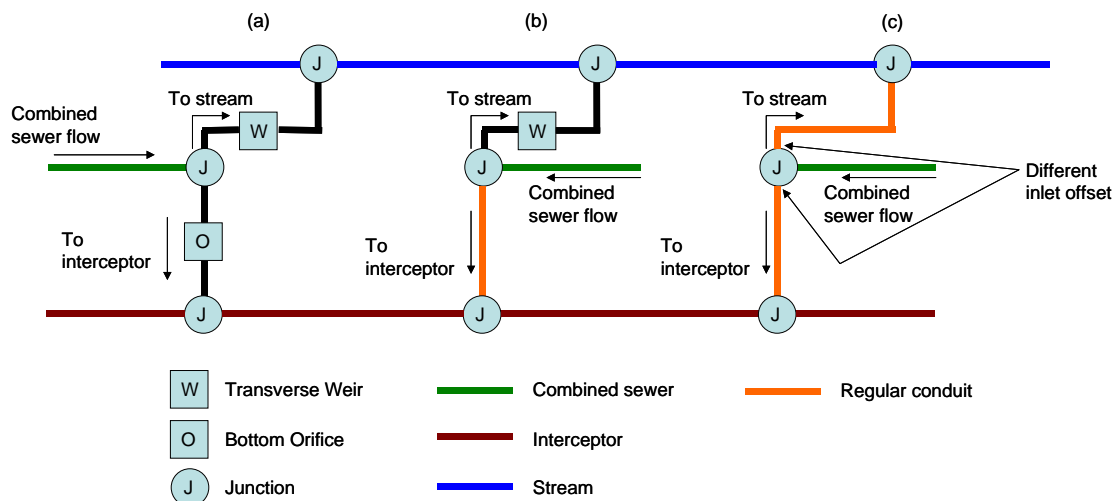 (a)
(b)
(c)
J
J
J
To stream
To stream
To stream
Combined
sewer flow
W
W
J
J
J
Different
inlet offset
Combined
sewer flow
Combined
sewer flow
O
To
interceptor
To
interceptor
To
interceptor
J
J
J
W
Transverse Weir
Combined sewer
Regular conduit
O
Bottom Orifice
Interceptor
J
Junction
Stream